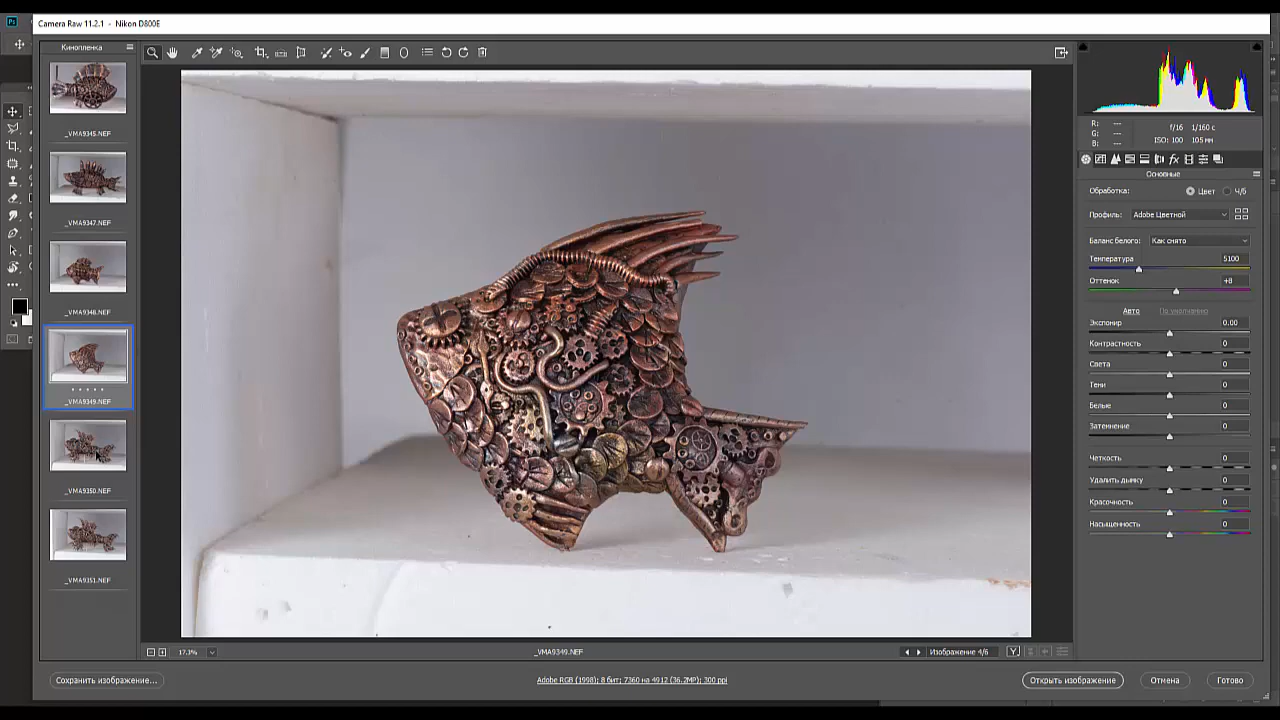 Camera Raw 11.2.1 - Nikon D800E
Ps
Кинопленка
_VMA9345.NEF
_VMA9347.NEF
_VMA9348.NEF
_VMA9349.NEF
_VMA9350.NEF
_VMA9351.NEF
R: ---
G: ---
B: ---
f/16 1/160 с
ISO: 100 105 мм
Основные
Обработка: Цвет Ч/б
Профиль: Adobe Цветной
Баланс белого: Как снято
Температура 5100
Оттенок +8
Авто По умолчанию
Экспонир 0.00
Контрастность 0
Света 0
Тени 0
Белые 0
Затемнение 0
Четкость 0
Удалить дымку 0
Красочность 0
Насыщенность 0
17.3% _VMA9349.NEF Изображение 4/6 Y
Сохранить изображение... Adobe RGB (1998); 8 бит; 7360 на 4912 (36.2MP); 300 ppi Открыть изображение Отмена Готово